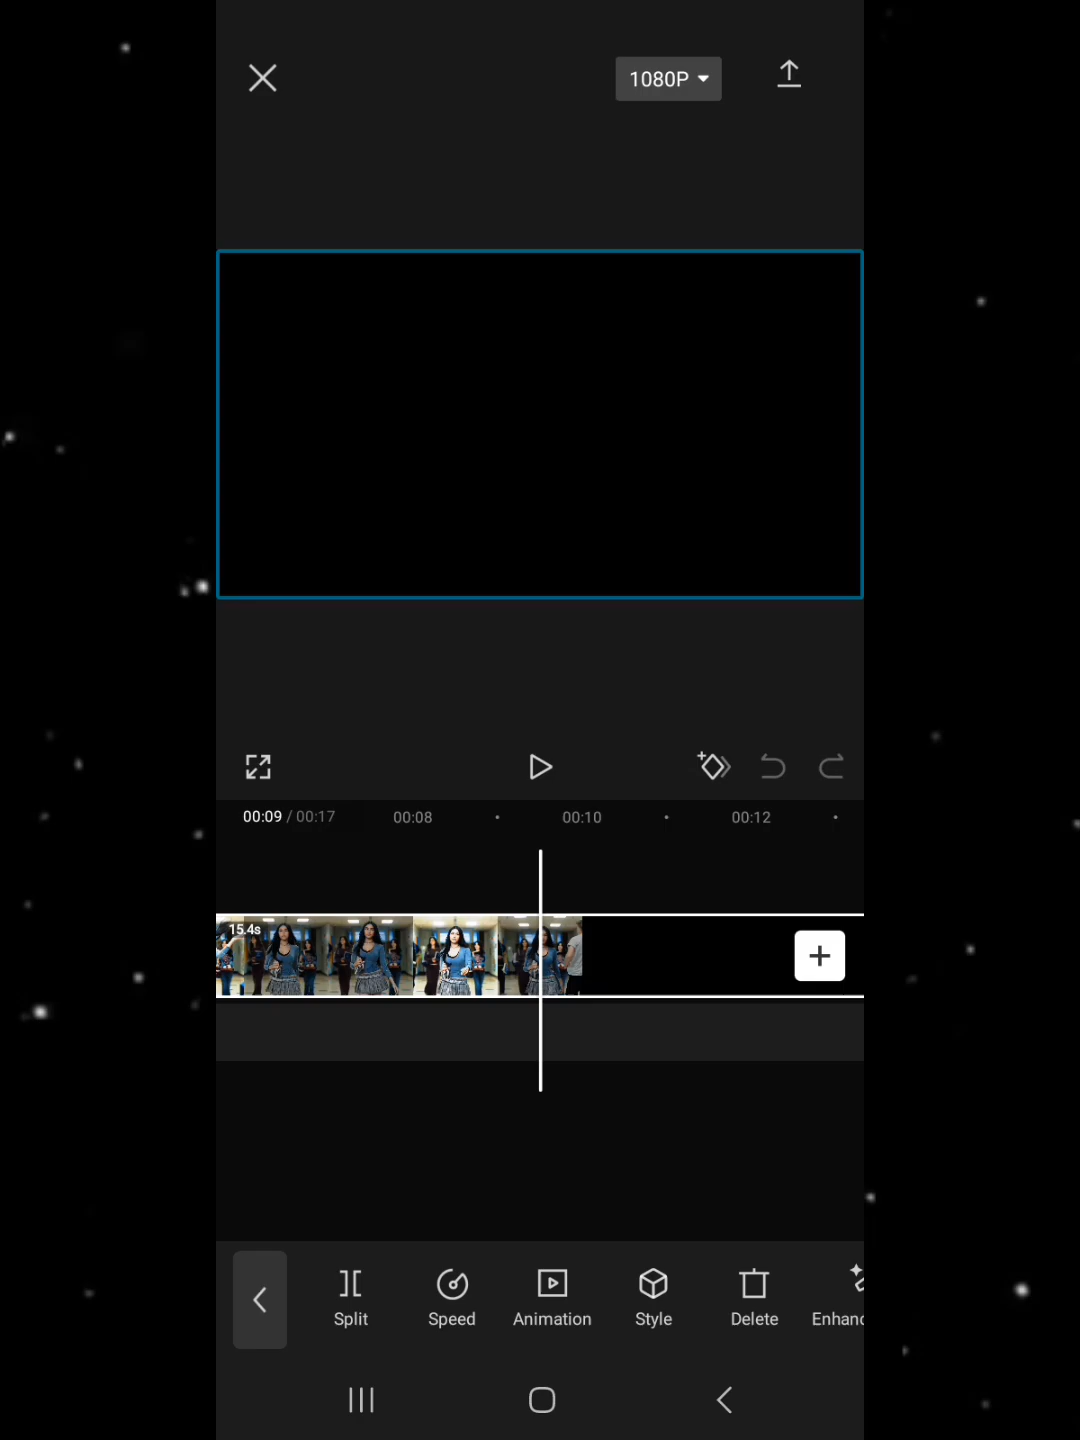 1080P
00:09 / 00:17
00:08
00:10
00:12
15.4s
Split
Speed
Animation
Style
Delete
Enhanc